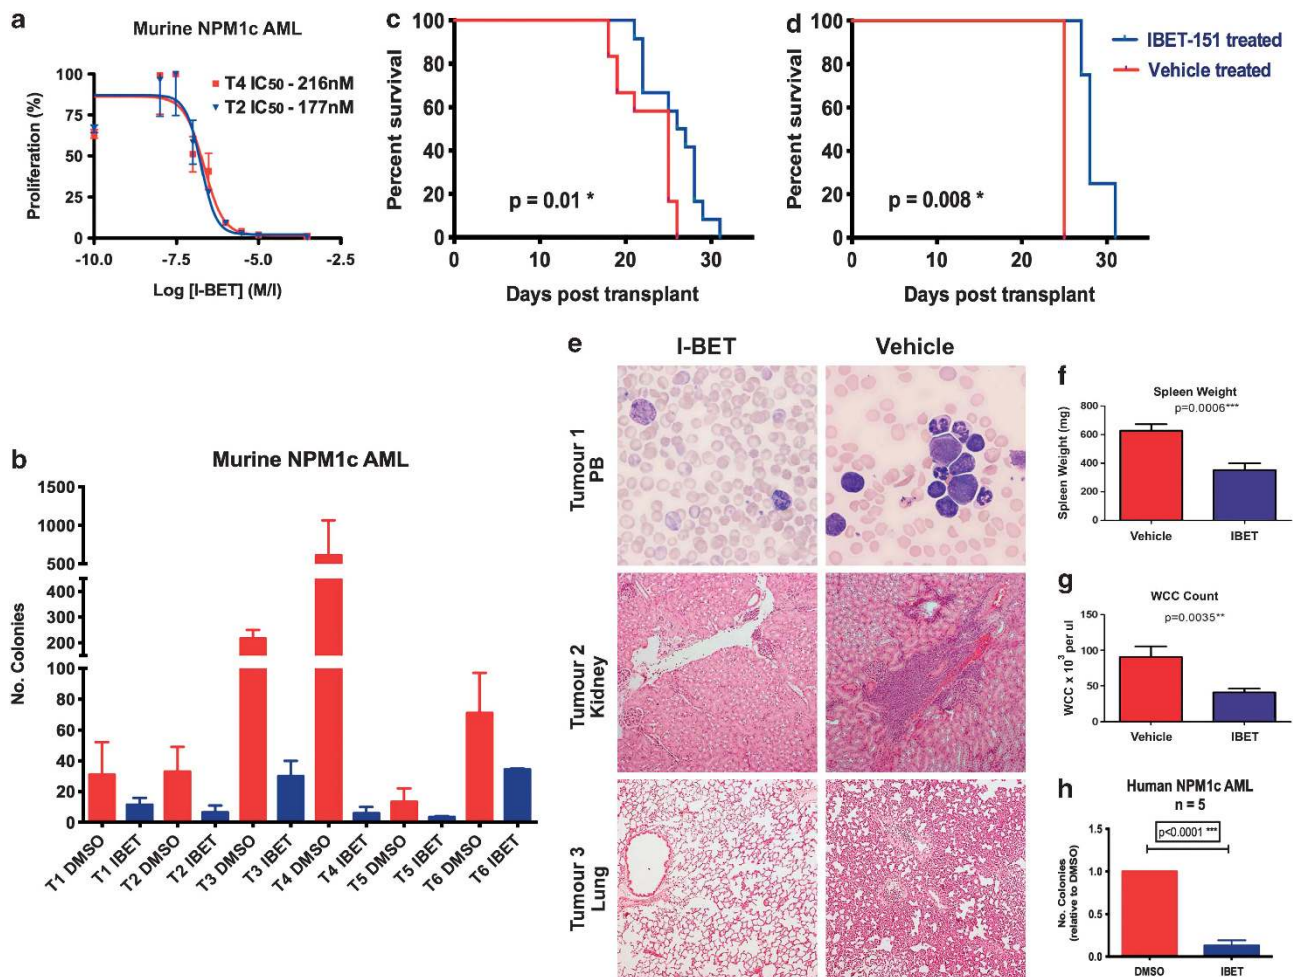 a
Murine NPM1c AML
Proliferation (%)
100
75
50
25
0
-10.0
-7.5
-5.0
-2.5
Log [I-BET] (M/l)
T4 IC50 - 216nM
T2 IC50 - 177nM
c
Percent survival
100
80
60
40
20
0
p = 0.01 *
0
10
20
30
Days post transplant
d
Percent survival
100
80
60
40
20
0
p = 0.008 *
0
10
20
30
Days post transplant
IBET-151 treated
Vehicle treated
b
Murine NPM1c AML
No. Colonies
1500
1000
500
400
300
200
100
80
60
40
20
0
T1 DMSO
T1 IBET
T2 DMSO
T2 IBET
T3 DMSO
T3 IBET
T4 DMSO
T4 IBET
T5 DMSO
T5 IBET
T6 DMSO
T6 IBET
e
I-BET
Vehicle
Tumour 1
PB
Tumour 2
Kidney
Tumour 3
Lung
f
Spleen Weight
p=0.0006***
Spleen Weight (mg)
800
600
400
200
0
Vehicle
IBET
g
WCC Count
p=0.0035**
WCC x 10³ per ul
150
100
50
0
Vehicle
IBET
h
Human NPM1c AML
n = 5
p<0.0001 ***
No. Colonies
(relative to DMSO)
1.5
1.0
0.5
0.0
DMSO
IBET